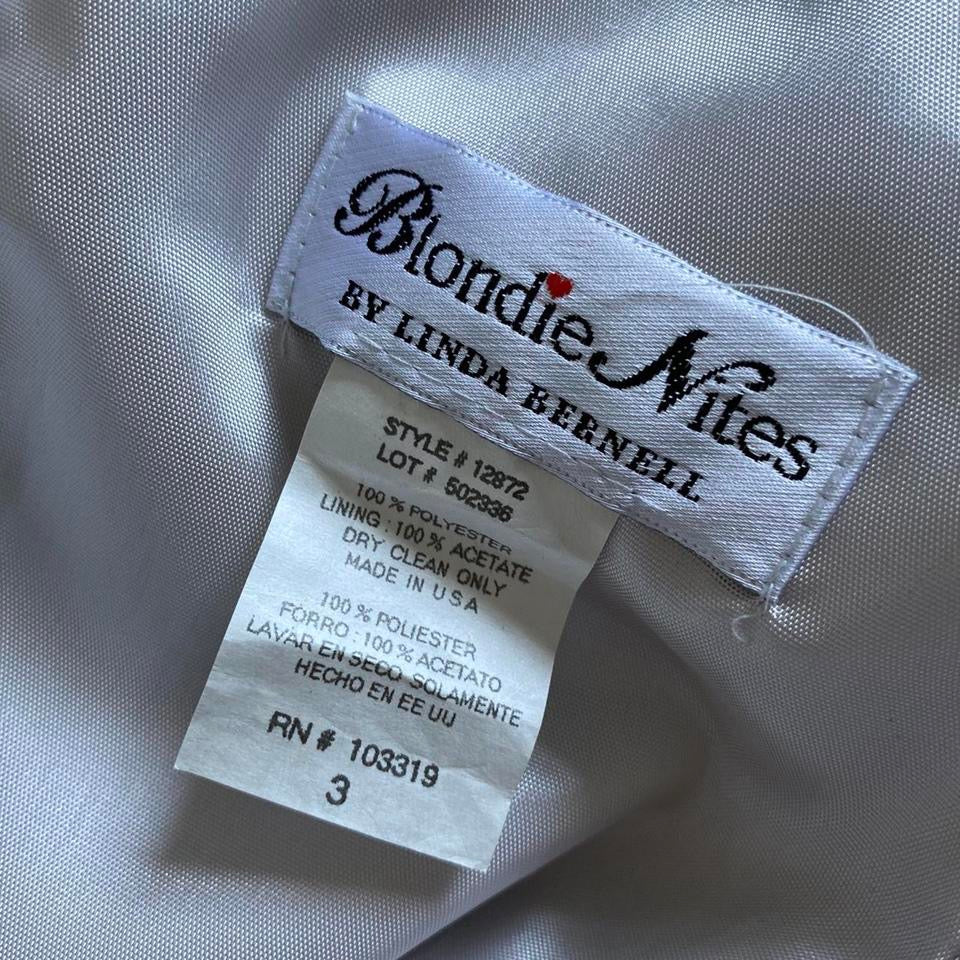 Blondie Nites
BY LINDA BERNELL
STYLE # 12872
LOT # 502936
100 % POLYESTER
LINING : 100 % ACETATE
DRY CLEAN ONLY
MADE IN USA
100 % POLIESTER
FORRO : 100 % ACETATO
LAVAR EN SECO SOLAMENTE
HECHO EN EE UU
RN # 103319
3